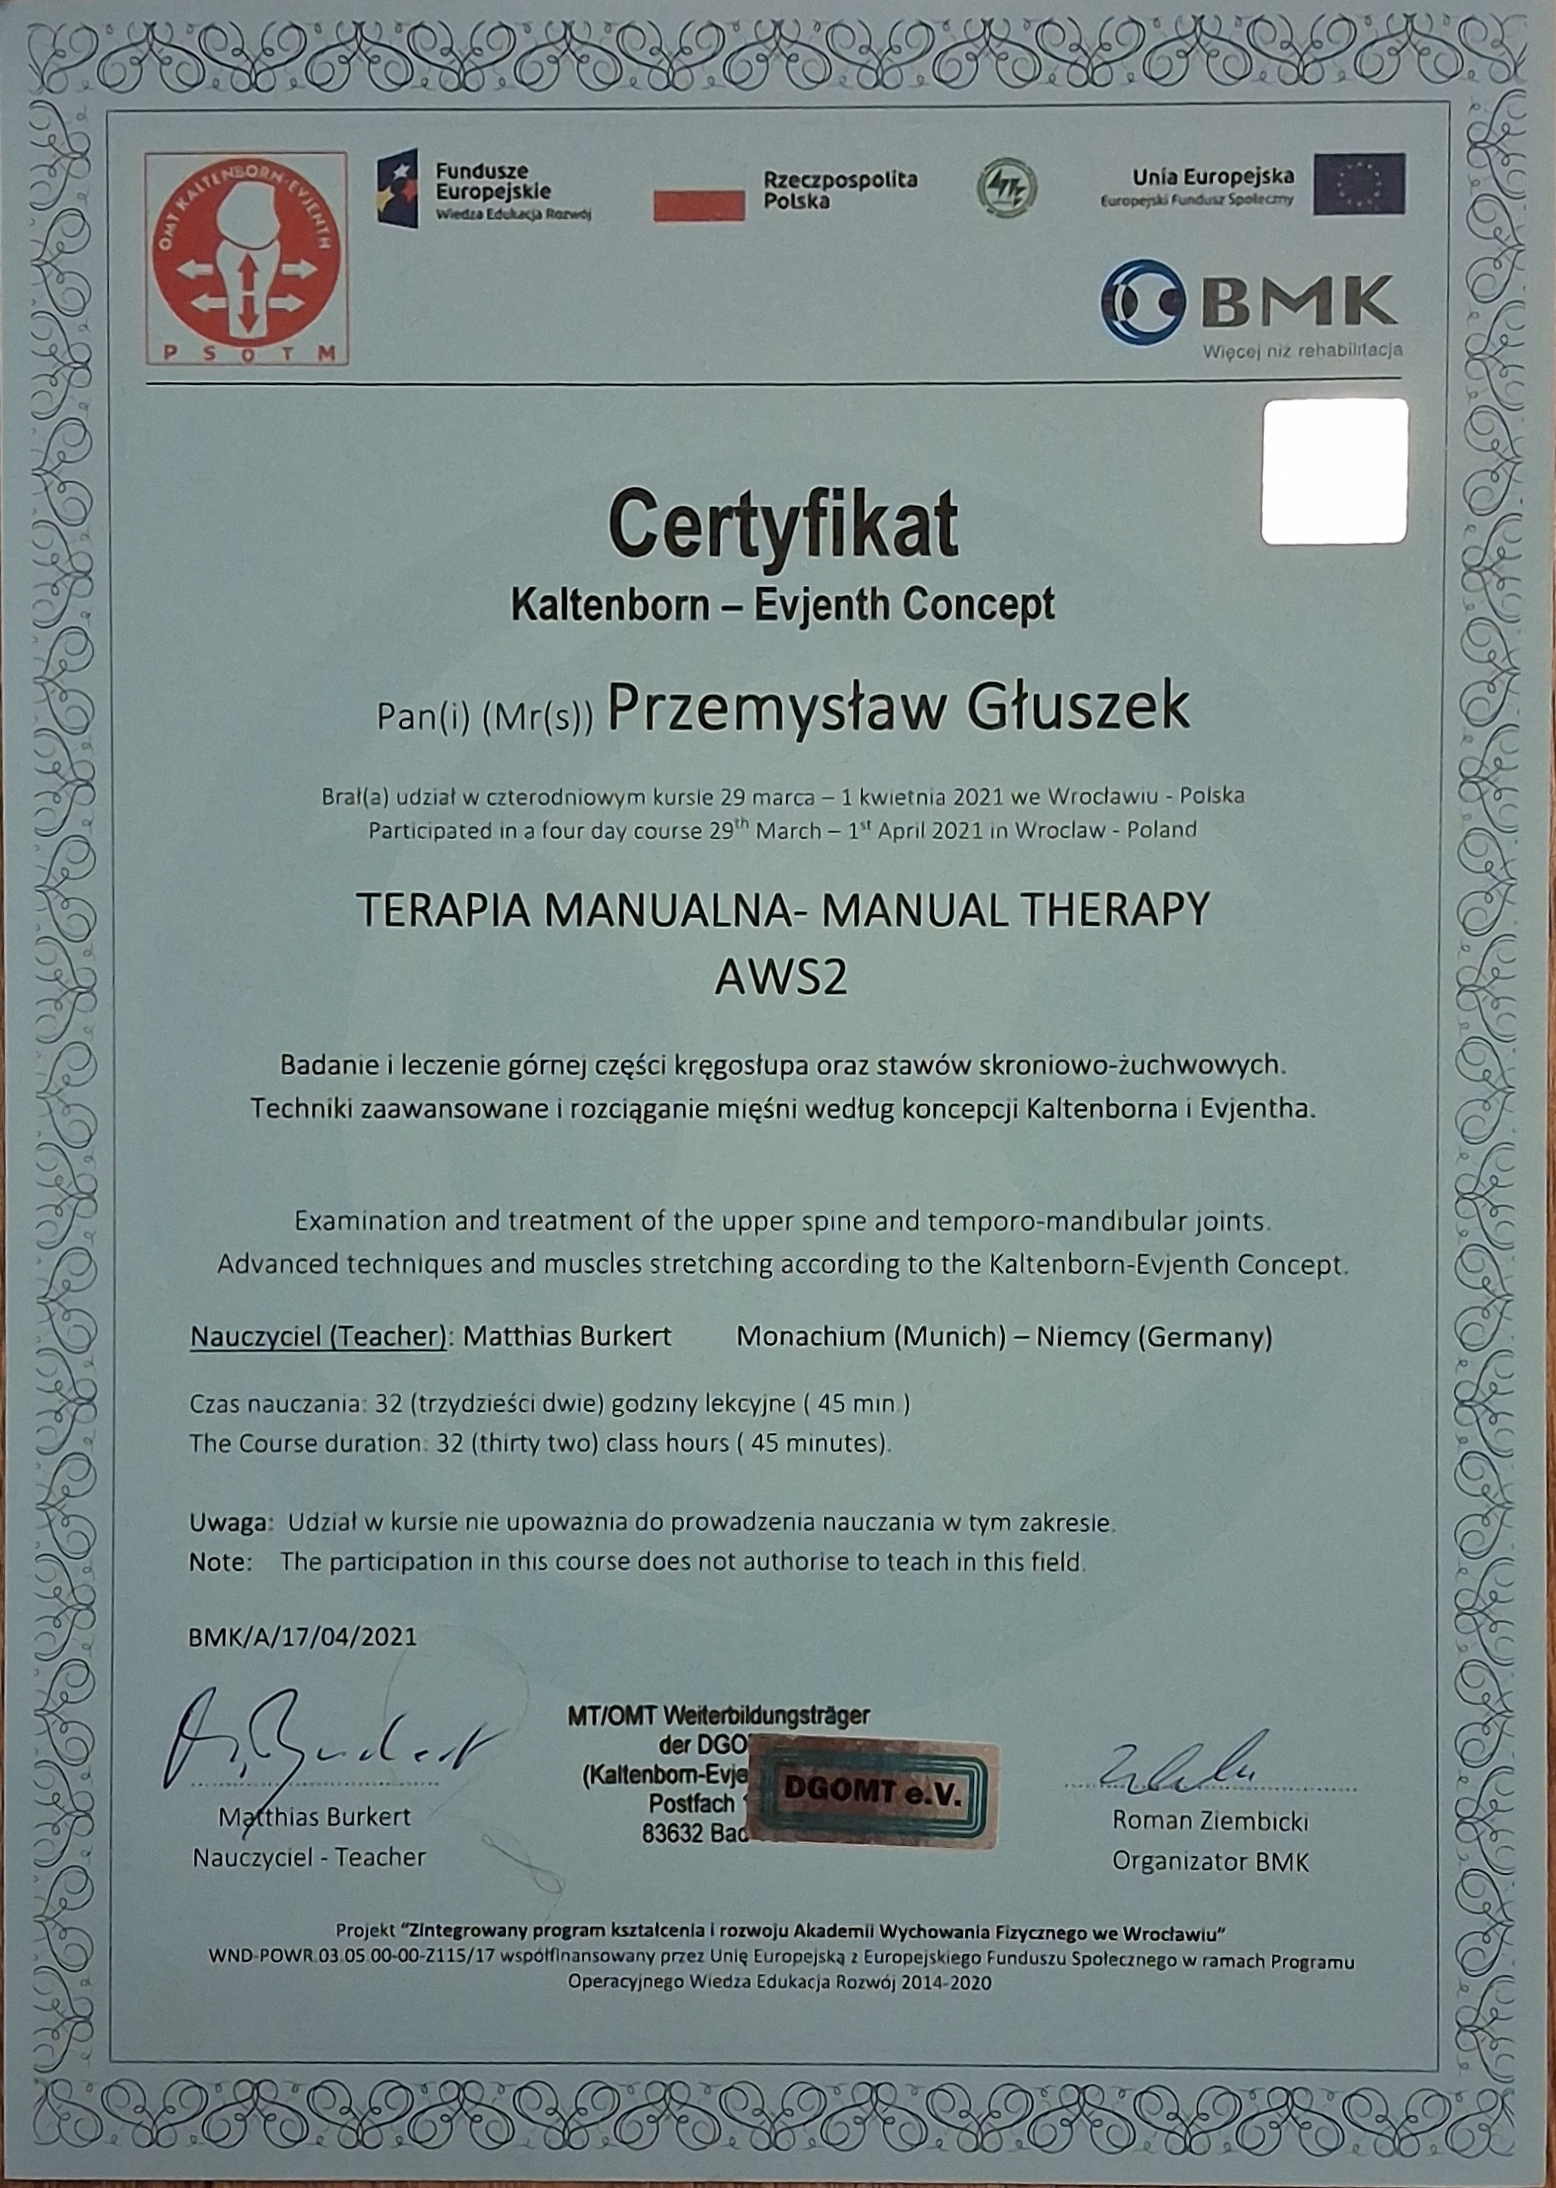 OMT KALTENBORN-EVJENTH
P S O T M
Fundusze
Europejskie
Wiedza Edukacja Rozwój
Rzeczpospolita
Polska
Unia Europejska
Europejski Fundusz Społeczny
BMK
Więcej niż rehabilitacja
Certyfikat
Kaltenborn – Evjenth Concept
Pan(i) (Mr(s)) Przemysław Głuszek
Brał(a) udział w czterodniowym kursie 29 marca – 1 kwietnia 2021 we Wrocławiu - Polska
Participated in a four day course 29th March – 1st April 2021 in Wroclaw - Poland
TERAPIA MANUALNA- MANUAL THERAPY
AWS2
Badanie i leczenie górnej części kręgosłupa oraz stawów skroniowo-żuchwowych.
Techniki zaawansowane i rozciąganie mięśni według koncepcji Kaltenborna i Evjentha.
Examination and treatment of the upper spine and temporo-mandibular joints.
Advanced techniques and muscles stretching according to the Kaltenborn-Evjenth Concept.
Nauczyciel (Teacher): Matthias Burkert Monachium (Munich) – Niemcy (Germany)
Czas nauczania: 32 (trzydzieści dwie) godziny lekcyjne ( 45 min.)
The Course duration: 32 (thirty two) class hours ( 45 minutes).
Uwaga: Udział w kursie nie upoważnia do prowadzenia nauczania w tym zakresie.
Note: The participation in this course does not authorise to teach in this field.
BMK/A/17/04/2021
MT/OMT Weiterbildungsträger
der DGO
(Kaltenborn-Evje
Postfach
83632 Bad
DGOMT e.V.
Matthias Burkert
Nauczyciel - Teacher
Roman Ziembicki
Organizator BMK
Projekt “Zintegrowany program kształcenia i rozwoju Akademii Wychowania Fizycznego we Wrocławiu”
WND-POWR.03.05.00-00-Z115/17 współfinansowany przez Unię Europejską z Europejskiego Funduszu Społecznego w ramach Programu
Operacyjnego Wiedza Edukacja Rozwój 2014-2020